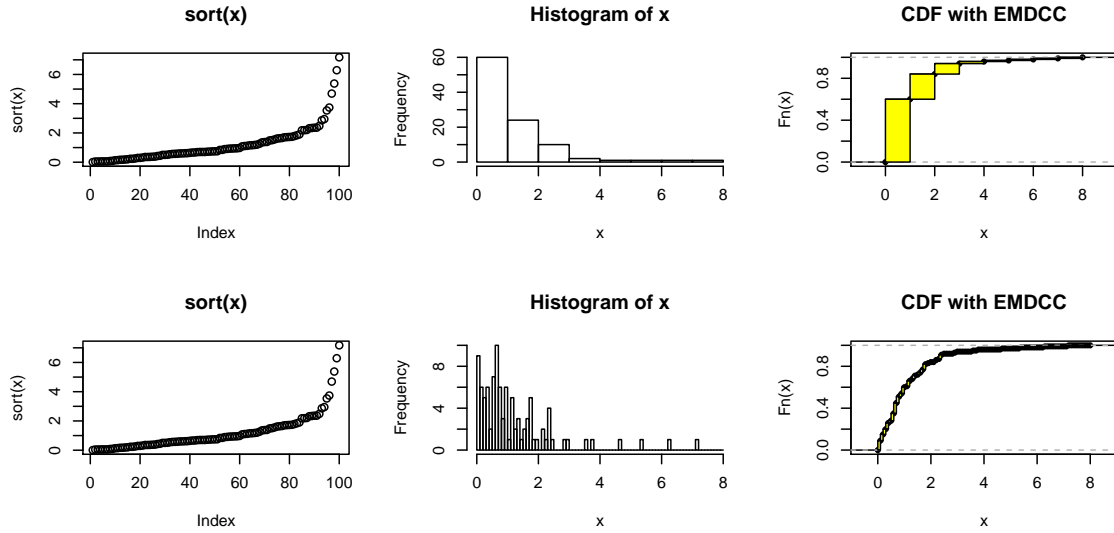 sort(x)
sort(x)
0 2 4 6
0 20 40 60 80 100
Index
Histogram of x
Frequency
0 20 40 60
0 2 4 6 8
x
CDF with EMDCC
Fn(x)
0.0 0.4 0.8
0 2 4 6 8
x
sort(x)
sort(x)
0 2 4 6
0 20 40 60 80 100
Index
Histogram of x
Frequency
0 4 8
0 2 4 6 8
x
CDF with EMDCC
Fn(x)
0.0 0.4 0.8
0 2 4 6 8
x